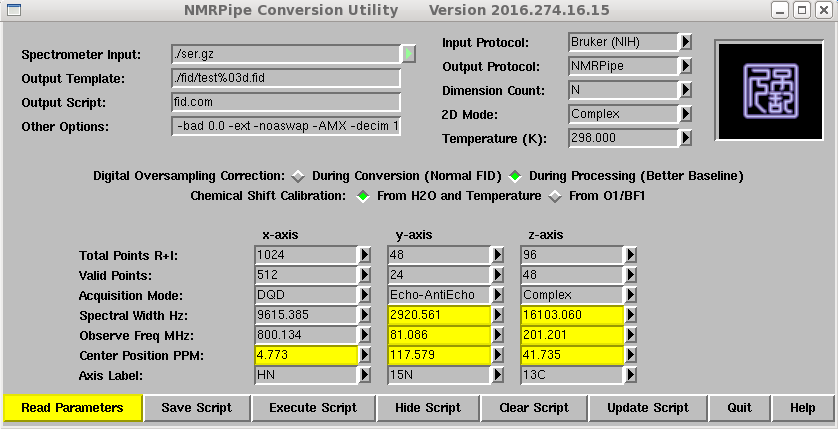 NMRPipe Conversion Utility Version 2016.274.16.15
Spectrometer Input: ./ser.gz
Output Template: ./fid/test%03d.fid
Output Script: fid.com
Other Options: -bad 0.0 -ext -noaswap -AMX -decim 1
Input Protocol: Bruker (NIH)
Output Protocol: NMRPipe
Dimension Count: N
2D Mode: Complex
Temperature (K): 298.000
Digital Oversampling Correction: During Conversion (Normal FID) During Processing (Better Baseline)
Chemical Shift Calibration: From H2O and Temperature From O1/BF1
x-axis y-axis z-axis
Total Points R+I: 1024 48 96
Valid Points: 512 24 48
Acquisition Mode: DQD Echo-AntiEcho Complex
Spectral Width Hz: 9615.385 2920.561 16103.060
Observe Freq MHz: 800.134 81.086 201.201
Center Position PPM: 4.773 117.579 41.735
Axis Label: HN 15N 13C
Read Parameters Save Script Execute Script Hide Script Clear Script Update Script Quit Help